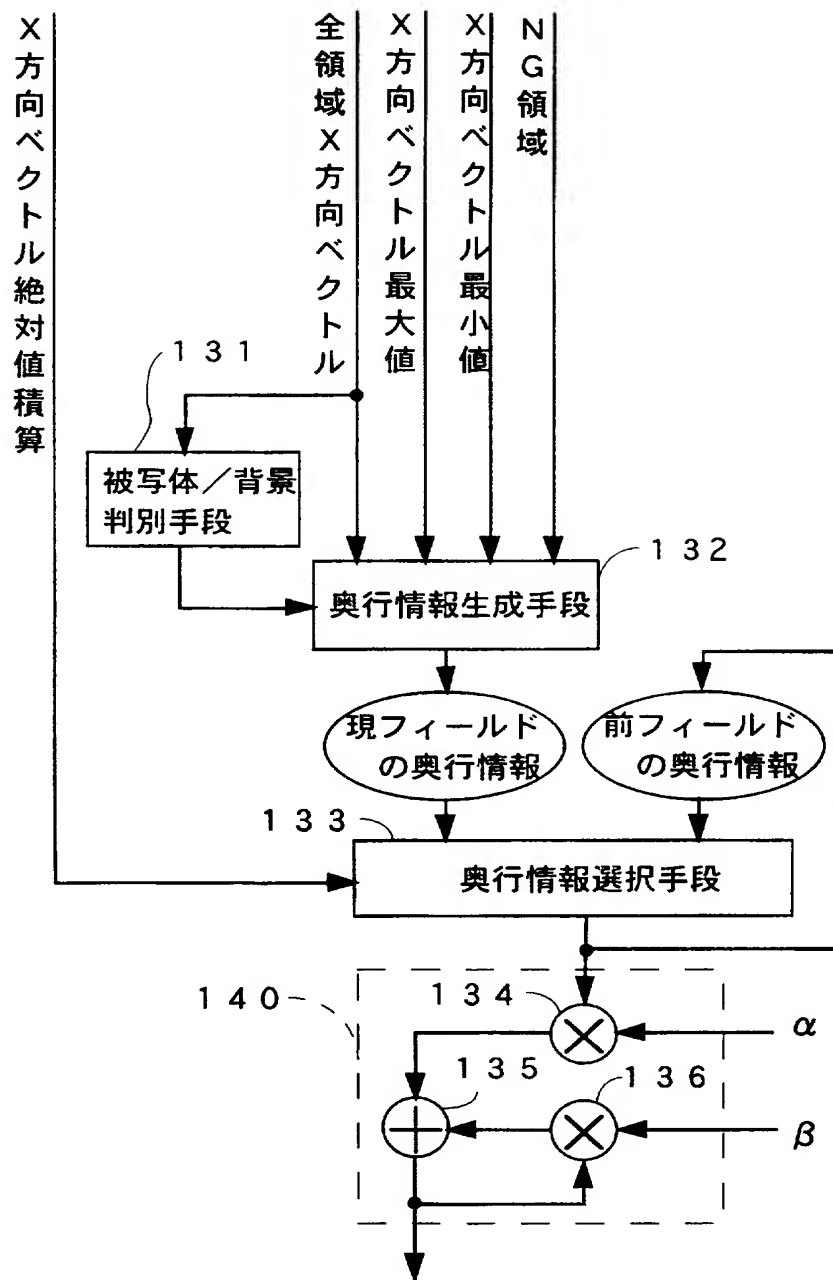 X方向ベクトル絶対値積算
全領域X方向ベクトル
X方向ベクトル最大値
X方向ベクトル最小値
NG領域
131
被写体／背景
判別手段
132
奥行情報生成手段
現フィールド
の奥行情報
前フィールド
の奥行情報
133
奥行情報選択手段
140
134
α
135
136
β